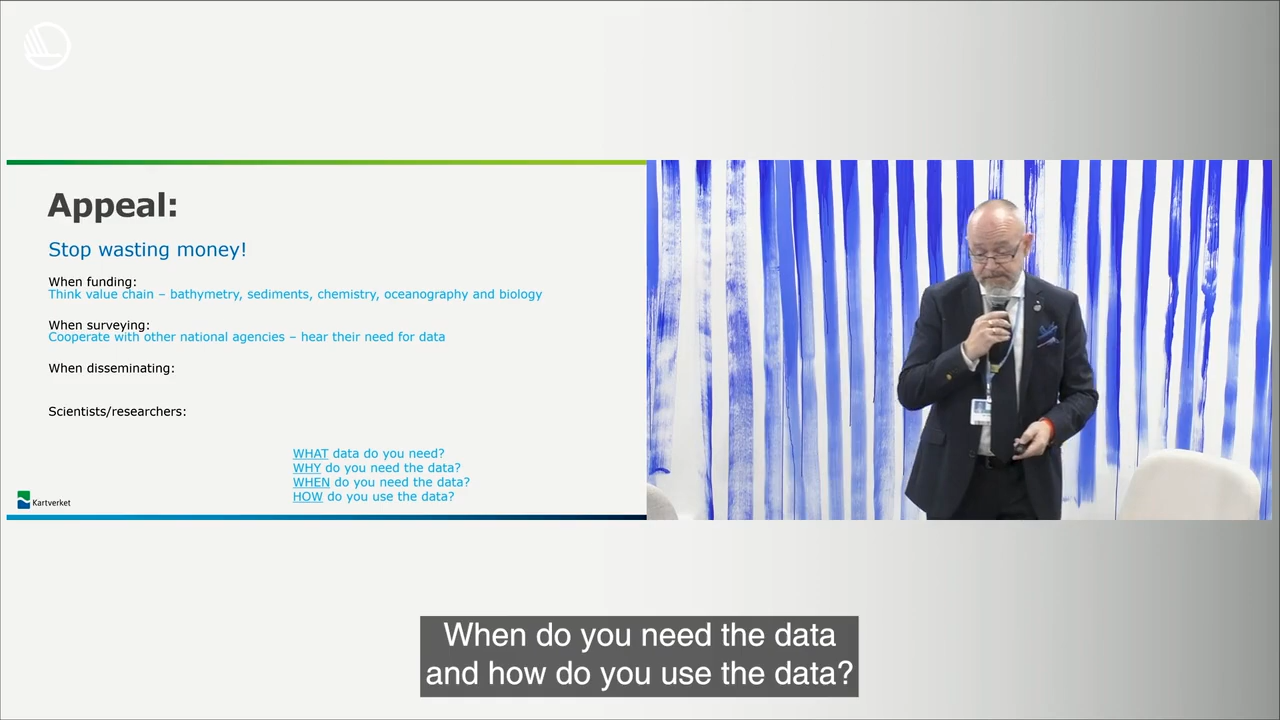 Appeal:
Stop wasting money!
When funding:
Think value chain – bathymetry, sediments, chemistry, oceanography and biology
When surveying:
Cooperate with other national agencies – hear their need for data
When disseminating:
Scientists/researchers:
WHAT data do you need?
WHY do you need the data?
WHEN do you need the data?
HOW do you use the data?
Kartverket
When do you need the data
and how do you use the data?